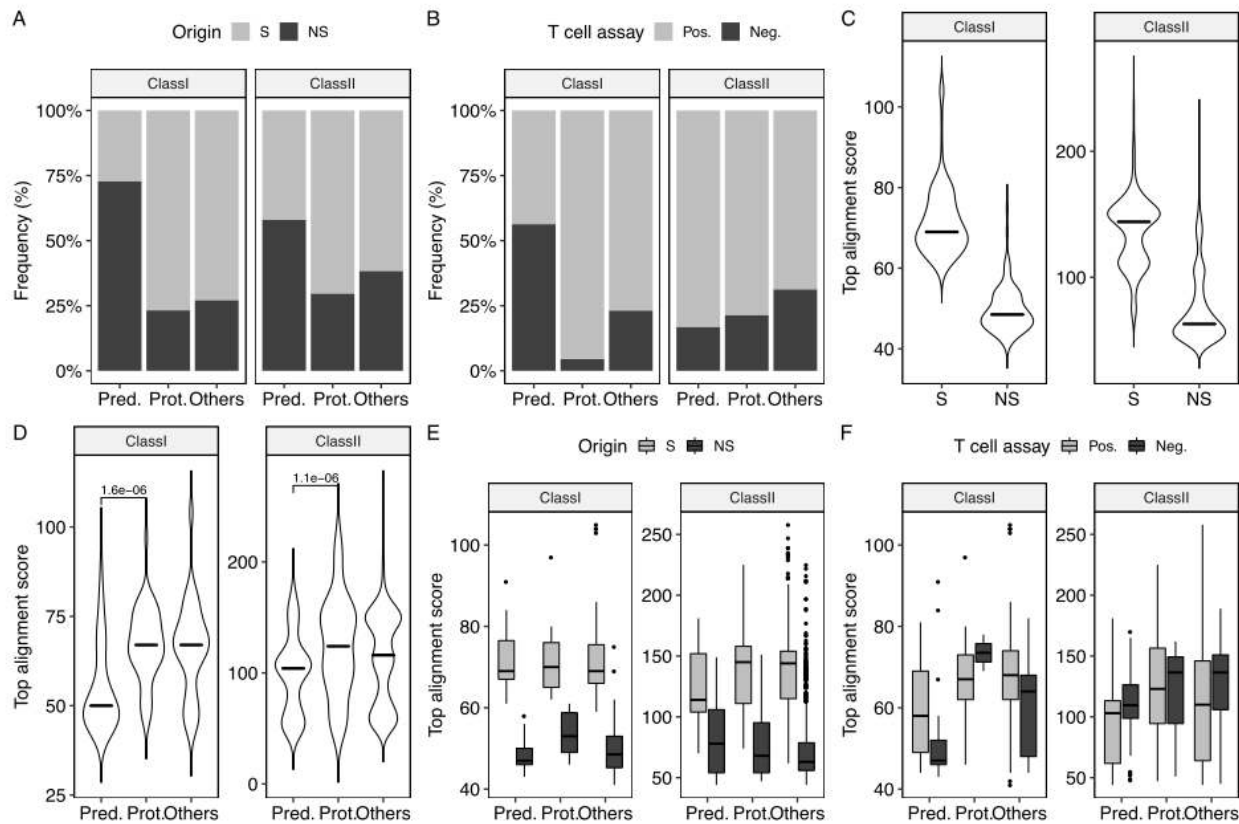 A
Origin S NS
ClassI
ClassII
Frequency (%)
100%
75%
50%
25%
0%
Pred. Prot. Others
Pred. Prot. Others
B
T cell assay Pos. Neg.
ClassI
ClassII
Frequency (%)
100%
75%
50%
25%
0%
Pred. Prot. Others
Pred. Prot. Others
C
ClassI
ClassII
Top alignment score
100
80
60
40
200
100
S NS
S NS
D
ClassI
ClassII
1.6e-06
1.1e-06
Top alignment score
100
75
50
25
200
100
0
Pred. Prot. Others
Pred. Prot. Others
E
Origin S NS
ClassI
ClassII
Top alignment score
100
80
60
40
250
200
150
100
50
Pred. Prot. Others
Pred. Prot. Others
F
T cell assay Pos. Neg.
ClassI
ClassII
Top alignment score
100
80
60
40
250
200
150
100
50
Pred. Prot. Others
Pred. Prot. Others